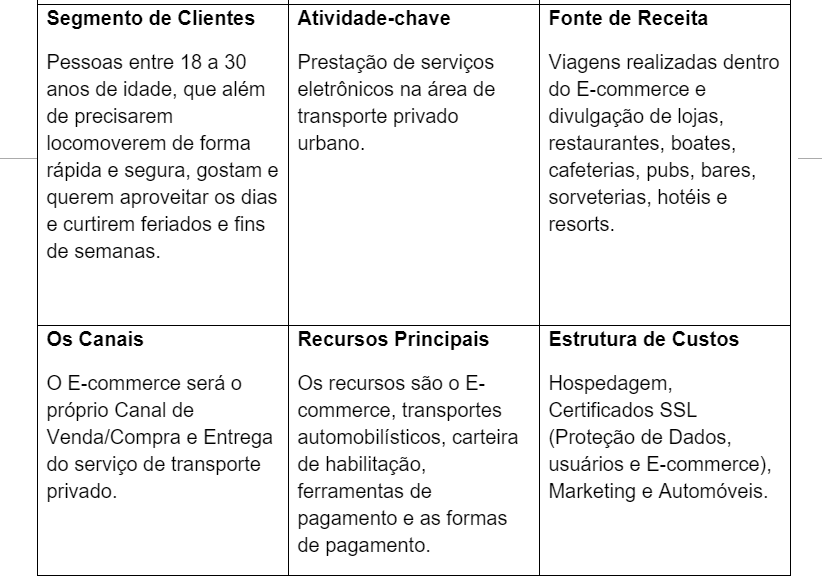 Segmento de Clientes
Pessoas entre 18 a 30
anos de idade, que além
de precisarem
locomoverem de forma
rápida e segura, gostam e
querem aproveitar os dias
e curtirem feriados e fins
de semanas.
Atividade-chave
Prestação de serviços
eletrônicos na área de
transporte privado
urbano.
Fonte de Receita
Viagens realizadas dentro
do E-commerce e
divulgação de lojas,
restaurantes, boates,
cafeterias, pubs, bares,
sorveterias, hotéis e
resorts.
Os Canais
O E-commerce será o
próprio Canal de
Venda/Compra e Entrega
do serviço de transporte
privado.
Recursos Principais
Os recursos são o E-
commerce, transportes
automobilísticos, carteira
de habilitação,
ferramentas de
pagamento e as formas
de pagamento.
Estrutura de Custos
Hospedagem,
Certificados SSL
(Proteção de Dados,
usuários e E-commerce),
Marketing e Automóveis.